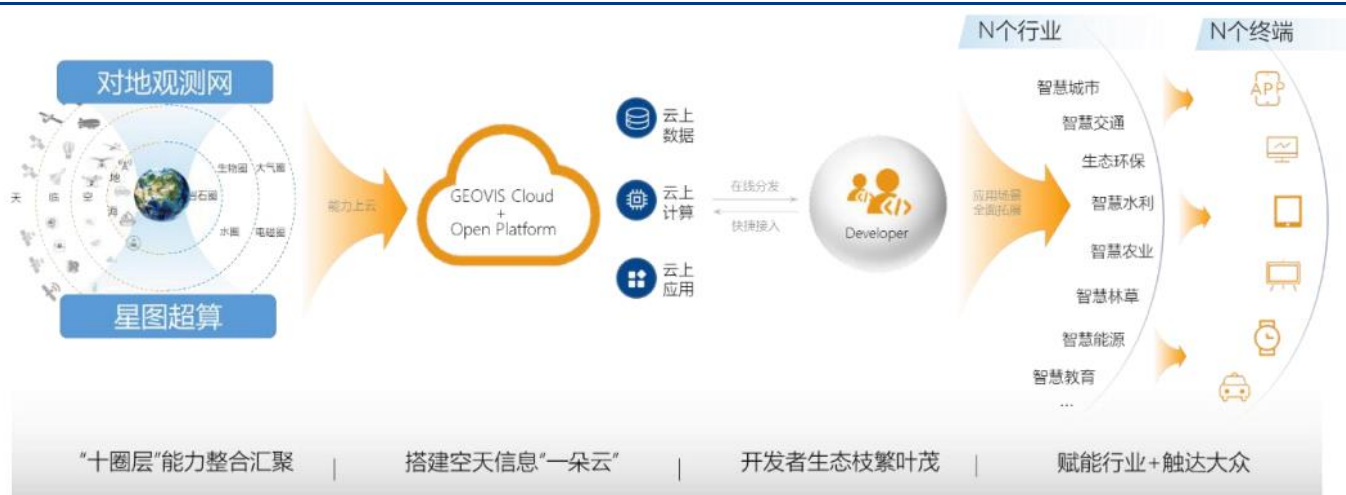 对地观测网
天
临
空
地
海
岩石圈
生物圈
大气圈
水圈
电磁圈
星图超算
能力上云
GEOVIS Cloud
+
Open Platform
云上
数据
云上
计算
云上
应用
在线分发
快捷接入
Developer
应用场景
全面拓展
N个行业
智慧城市
智慧交通
生态环保
智慧水利
智慧农业
智慧林草
智慧能源
智慧教育
...
N个终端
APP
"十圈层"能力整合汇聚
搭建空天信息"一朵云"
开发者生态枝繁叶茂
赋能行业+触达大众